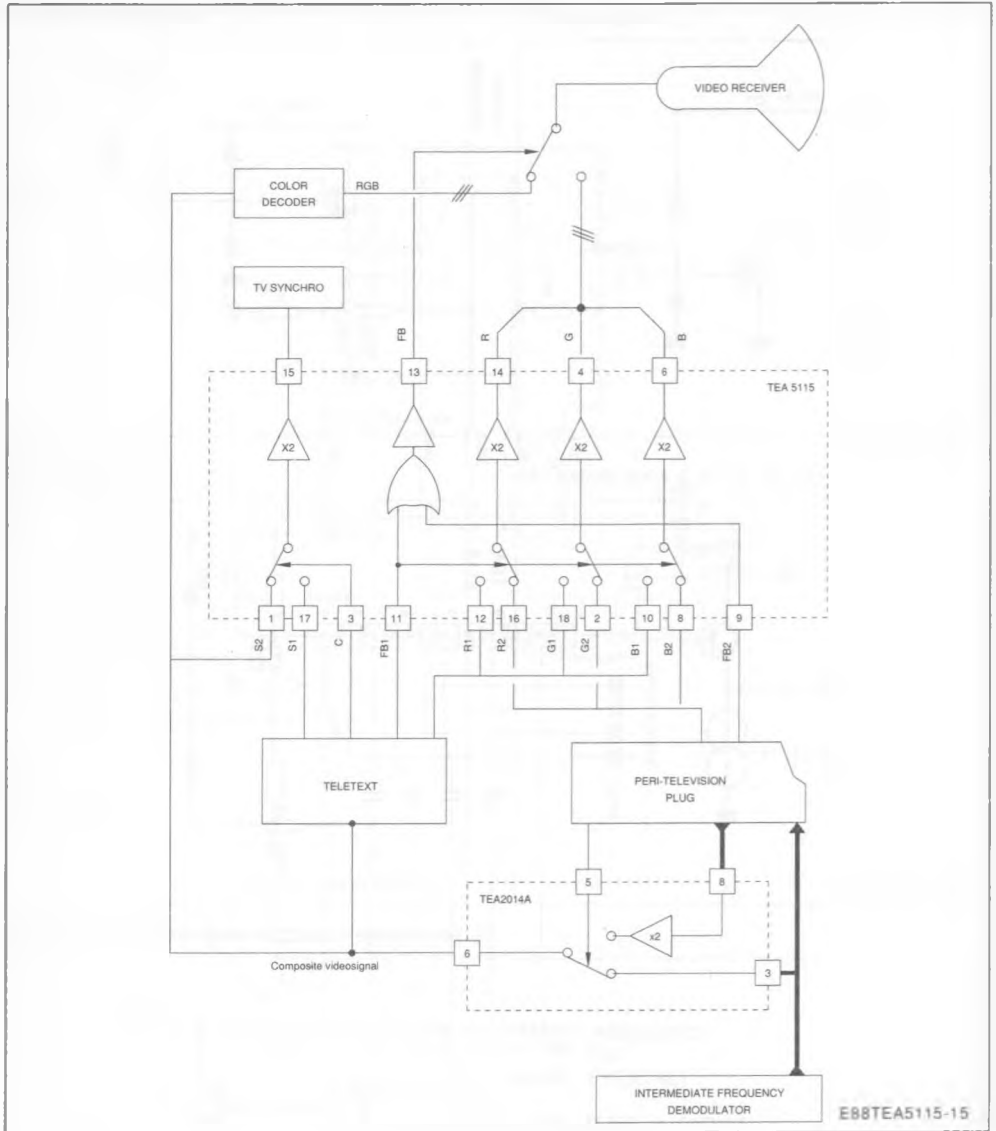 VIDEO RECEIVER
COLOR
DECODER
RGB
TV SYNCHRO
FB
R
G
B
15
13
14
4
6
TEA 5115
X2
X2
X2
X2
1
17
3
11
12
16
18
2
10
8
9
S2
S1
C
FB1
R1
R2
G1
G2
B1
B2
FB2
TELETEXT
PERI-TELEVISION
PLUG
5
8
TEA2014A
x2
6
3
Composite videosignal
INTERMEDIATE FREQUENCY
DEMODULATOR
E88TEA5115-15